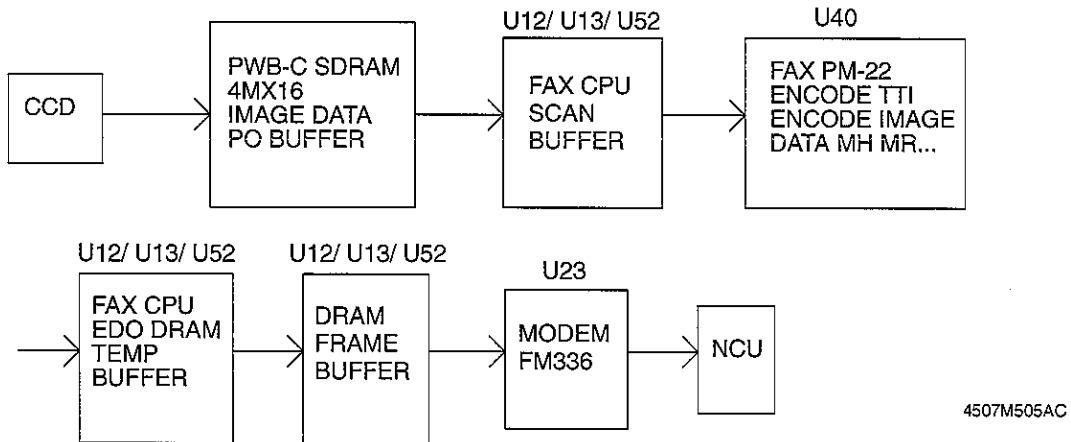 U12/ U13/ U52
U40
CCD
PWB-C SDRAM
4MX16
IMAGE DATA
PO BUFFER
FAX CPU
SCAN
BUFFER
FAX PM-22
ENCODE TTI
ENCODE IMAGE
DATA MH MR...
U12/ U13/ U52
U12/ U13/ U52
U23
FAX CPU
EDO DRAM
TEMP
BUFFER
DRAM
FRAME
BUFFER
MODEM
FM336
NCU
4507M505AC